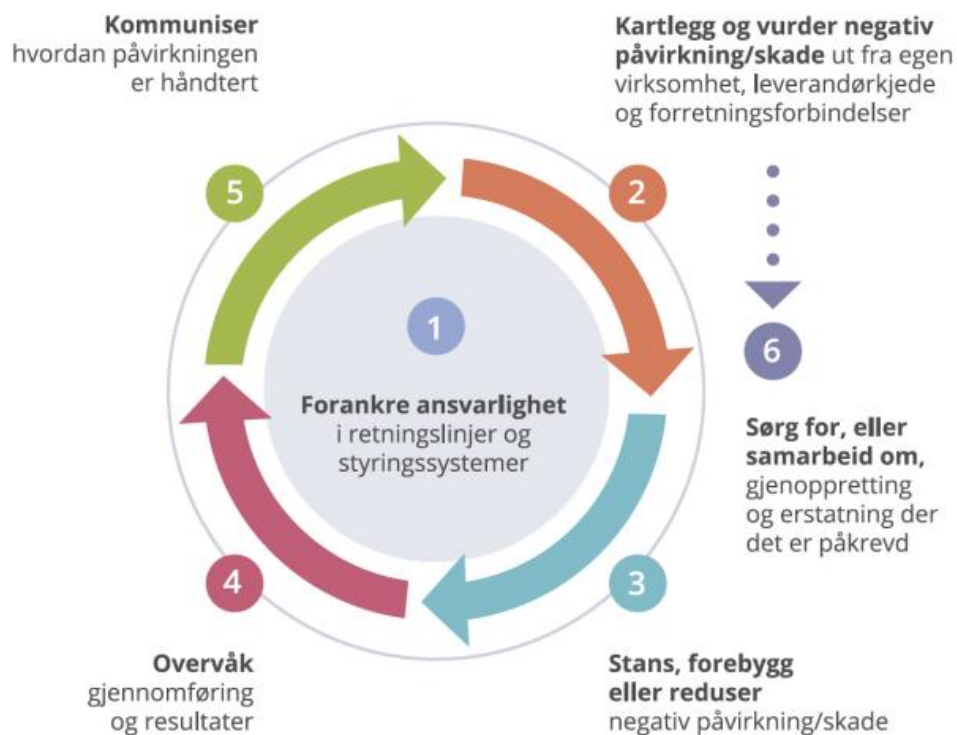 Kommuniser
hvordan påvirkningen
er håndtert
Kartlegg og vurder negativ
påvirkning/skade ut fra egen
virksomhet, leverandørkjede
og forretningsforbindelser
5
2
1
Forankre ansvarlighet
i retningslinjer og
styringssystemer
6
Sørg for, eller
samarbeid om,
gjenoppretting
og erstatning der
det er påkrevd
4
3
Overvåk
gjennomføring
og resultater
Stans, forebygg
eller reduser
negativ påvirkning/skade